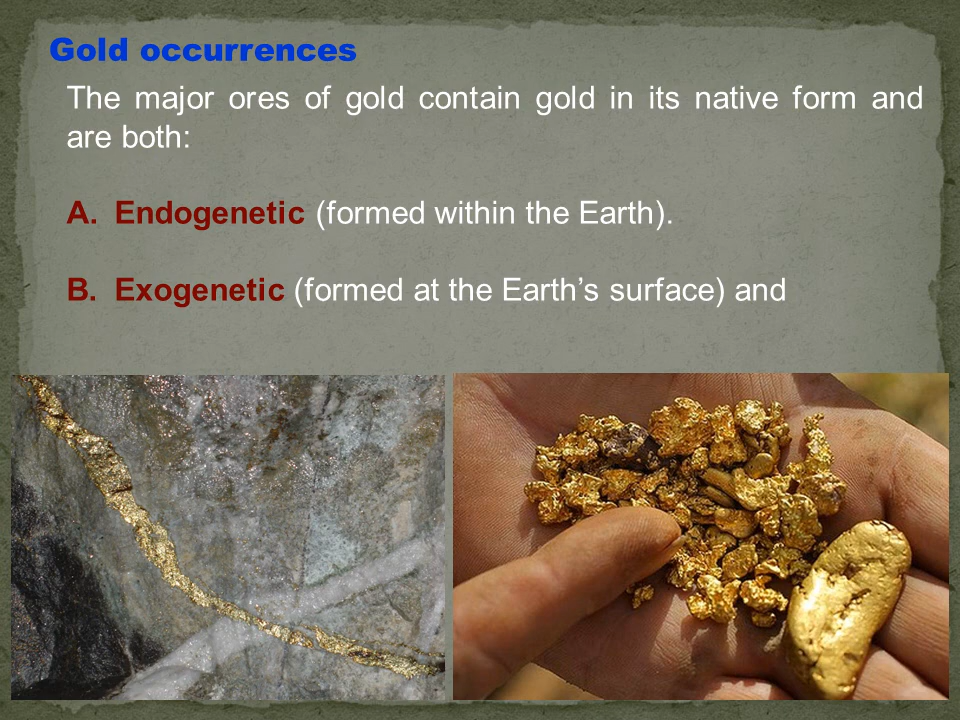 Gold occurrences
The major ores of gold contain gold in its native form and
are both:
A. Endogenetic (formed within the Earth).
B. Exogenetic (formed at the Earth’s surface) and